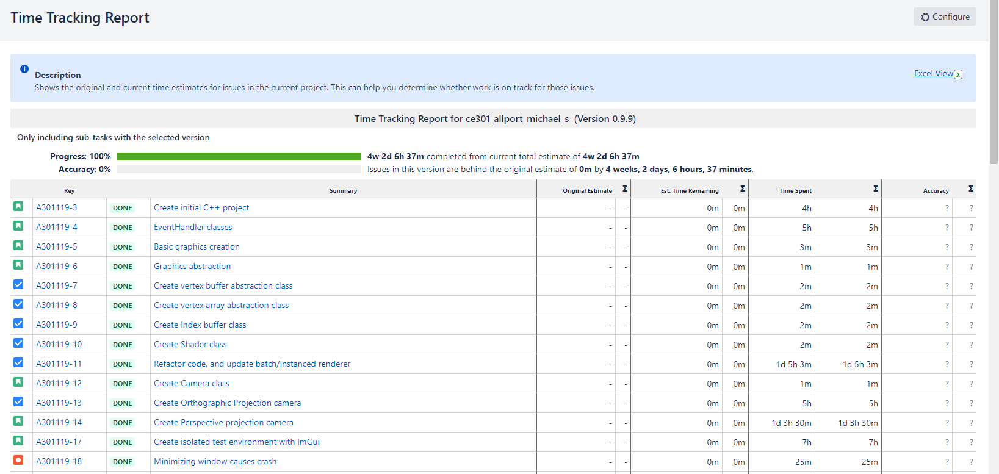 Time Tracking Report
Configure
Description
Excel View
Shows the original and current time estimates for issues in the current project. This can help you determine whether work is on track for those issues.
Time Tracking Report for ce301_allport_michael_s (Version 0.9.9)
Only including sub-tasks with the selected version
Progress: 100% 4w 2d 6h 37m completed from current total estimate of 4w 2d 6h 37m
Accuracy: 0% Issues in this version are behind the original estimate of 0m by 4 weeks, 2 days, 6 hours, 37 minutes.
Key Summary Original Estimate Σ Est. Time Remaining Σ Time Spent Σ Accuracy Σ
A301119-3 DONE Create initial C++ project - - 0m 0m 4h 4h ? ?
A301119-4 DONE EventHandler classes - - 0m 0m 5h 5h ? ?
A301119-5 DONE Basic graphics creation - - 0m 0m 3m 3m ? ?
A301119-6 DONE Graphics abstraction - - 0m 0m 1m 1m ? ?
A301119-7 DONE Create vertex buffer abstraction class - - 0m 0m 2m 2m ? ?
A301119-8 DONE Create vertex array abstraction class - - 0m 0m 2m 2m ? ?
A301119-9 DONE Create Index buffer class - - 0m 0m 2m 2m ? ?
A301119-10 DONE Create Shader class - - 0m 0m 2m 2m ? ?
A301119-11 DONE Refactor code, and update batch/instanced renderer - - 0m 0m 1d 5h 3m 1d 5h 3m ? ?
A301119-12 DONE Create Camera class - - 0m 0m 1m 1m ? ?
A301119-13 DONE Create Orthographic Projection camera - - 0m 0m 5h 5h ? ?
A301119-14 DONE Create Perspective projection camera - - 0m 0m 1d 3h 30m 1d 3h 30m ? ?
A301119-17 DONE Create isolated test environment with ImGui - - 0m 0m 7h 7h ? ?
A301119-18 DONE Minimizing window causes crash - - 0m 0m 25m 25m ? ?